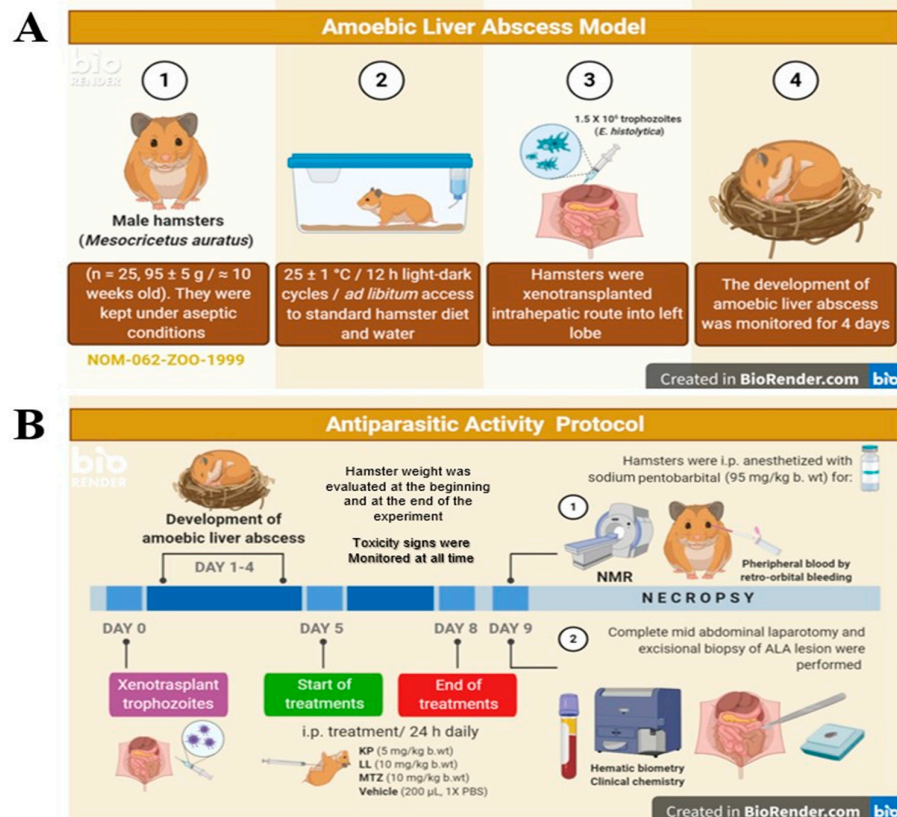 A
Amoebic Liver Abscess Model
bio
RENDER
1
2
3
4
1.5 X 10⁶ trophozoites
(E. histolytica)
Male hamsters
(Mesocricetus auratus)
(n = 25, 95 ± 5 g / ≈ 10
weeks old). They were
kept under aseptic
conditions
25 ± 1 °C / 12 h light-dark
cycles / ad libitum access
to standard hamster diet
and water
Hamsters were
xenotransplanted
intrahepatic route into left
lobe
The development of
amoebic liver abscess
was monitored for 4 days
NOM-062-ZOO-1999
Created in BioRender.com bio
B
Antiparasitic Activity Protocol
bio
RENDER
Development of
amoebic liver abscess
DAY 1-4
Hamster weight was
evaluated at the beginning
and at the end of the
experiment
Toxicity signs were
Monitored at all time
Hamsters were i.p. anesthetized with
sodium pentobarbital (95 mg/kg b. wt) for:
1
NMR
Pheripheral blood by
retro-orbital bleeding
NECROPSY
DAY 0
DAY 5
DAY 8
DAY 9
2
Complete mid abdominal laparotomy and
excisional biopsy of ALA lesion were
performed
Xenotrasplant
trophozoites
Start of
treatments
End of
treatments
i.p. treatment/ 24 h daily
KP (5 mg/kg b.wt)
LL (10 mg/kg b.wt)
MTZ (10 mg/kg b.wt)
Vehicle (200 µL, 1X PBS)
Hematic biometry
Clinical chemistry
Created in BioRender.com bio